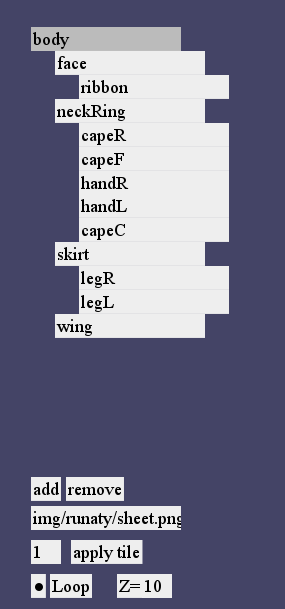 body
face
ribbon
neckRing
capeR
capeF
handR
handL
capeC
skirt
legR
legL
wing
add remove
img/runaty/sheet.png
1 apply tile
● Loop Z= 10